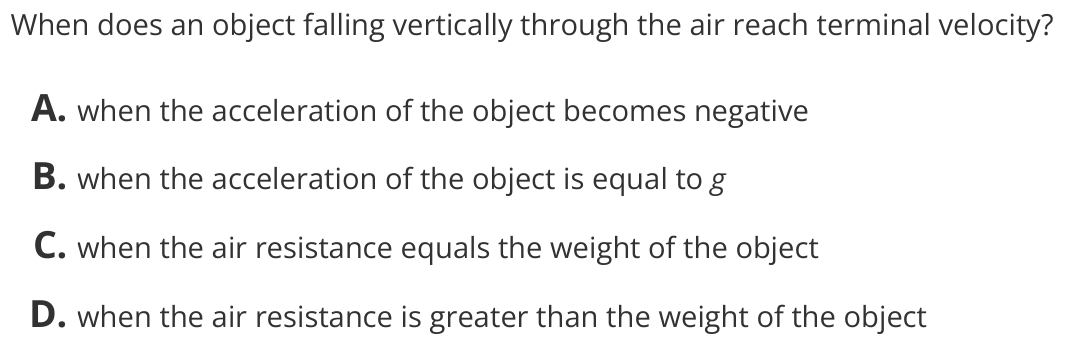 When does an object falling vertically through the air reach terminal velocity?
A. when the acceleration of the object becomes negative
B. when the acceleration of the object is equal to g
C. when the air resistance equals the weight of the object
D. when the air resistance is greater than the weight of the object